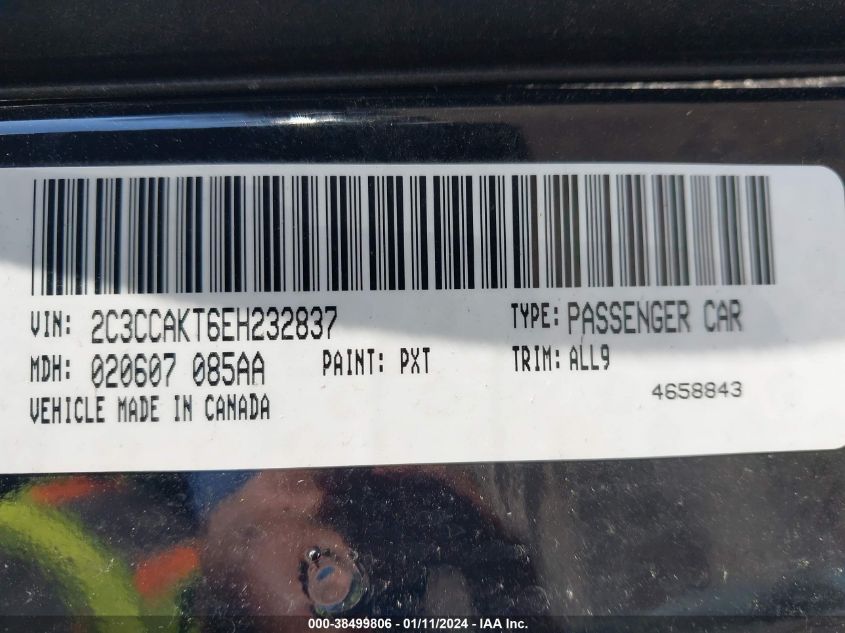 VIN: 2C3CCAKT6EH232837 TYPE: PASSENGER CAR
MDH: 020607 085AA PAINT: PXT TRIM: ALL9
VEHICLE MADE IN CANADA 4658843
000-38499806 - 01/11/2024 - IAA Inc.